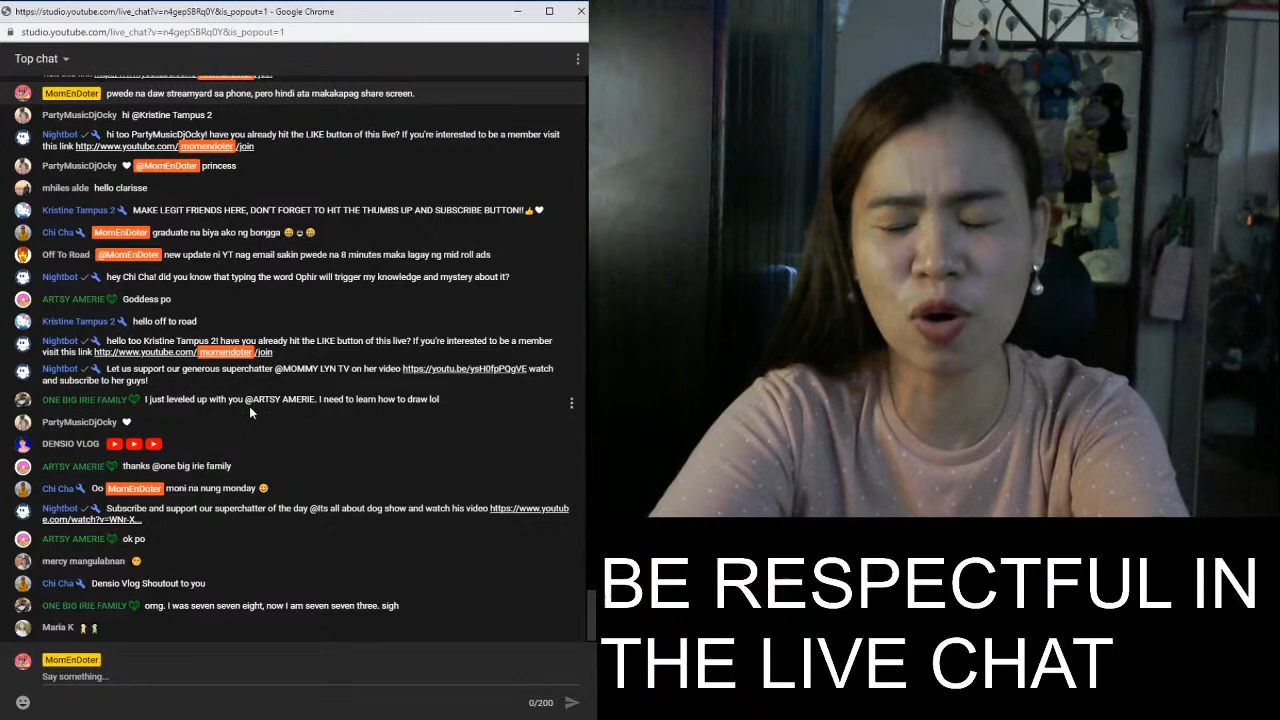 https://studio.youtube.com/live_chat?v=n4gepSBRq0Y&is_popout=1 - Google Chrome
studio.youtube.com/live_chat?v=n4gepSBRq0Y&is_popout=1
Top chat
MomEnDoter pwede na daw streamyard sa phone, pero hindi ata makakapag share screen.
PartyMusicDjOcky hi @Kristine Tampus 2
Nightbot hi too PartyMusicDjOcky! have you already hit the LIKE button of this live? If you're interested to be a member visit
this link http://www.youtube.com/ momendoter /join
PartyMusicDjOcky @MomEnDoter princess
mhiles alde hello clarisse
Kristine Tampus 2 MAKE LEGIT FRIENDS HERE, DON'T FORGET TO HIT THE THUMBS UP AND SUBSCRIBE BUTTON!!👍🤍
Chi Cha MomEnDoter graduate na biya ako ng bongga
Off To Road @MomEnDoter new update ni YT nag email sakin pwede na 8 minutes maka lagay ng mid roll ads
Nightbot hey Chi Cha! did you know that typing the word Ophir will trigger my knowledge and mystery about it?
ARTSY AMERIE Goddess po
Kristine Tampus 2 hello off to road
Nightbot hello too Kristine Tampus 2! have you already hit the LIKE button of this live? If you're interested to be a member
visit this link http://www.youtube.com/ momendoter /join
Nightbot Let us support our generous superchatter @MOMMY LYN TV on her video https://youtu.be/ysH0fpPQgVE watch
and subscribe to her guys!
ONE BIG IRIE FAMILY I just leveled up with you @ARTSY AMERIE. I need to learn how to draw lol
PartyMusicDjOcky
DENSIO VLOG
ARTSY AMERIE thanks @one big irie family
Chi Cha Oo MomEnDoter moni na nung monday
Nightbot Subscribe and support our superchatter of the day @Its all about dog show and watch his video https://www.youtub
e.com/watch?v=WNr-X...
ARTSY AMERIE ok po
mercy mangulabnan
Chi Cha Densio Vlog Shoutout to you
ONE BIG IRIE FAMILY omg. I was seven seven eight, now I am seven seven three. sigh
Maria K
MomEnDoter
Say something...
0/200
BE RESPECTFUL IN
THE LIVE CHAT